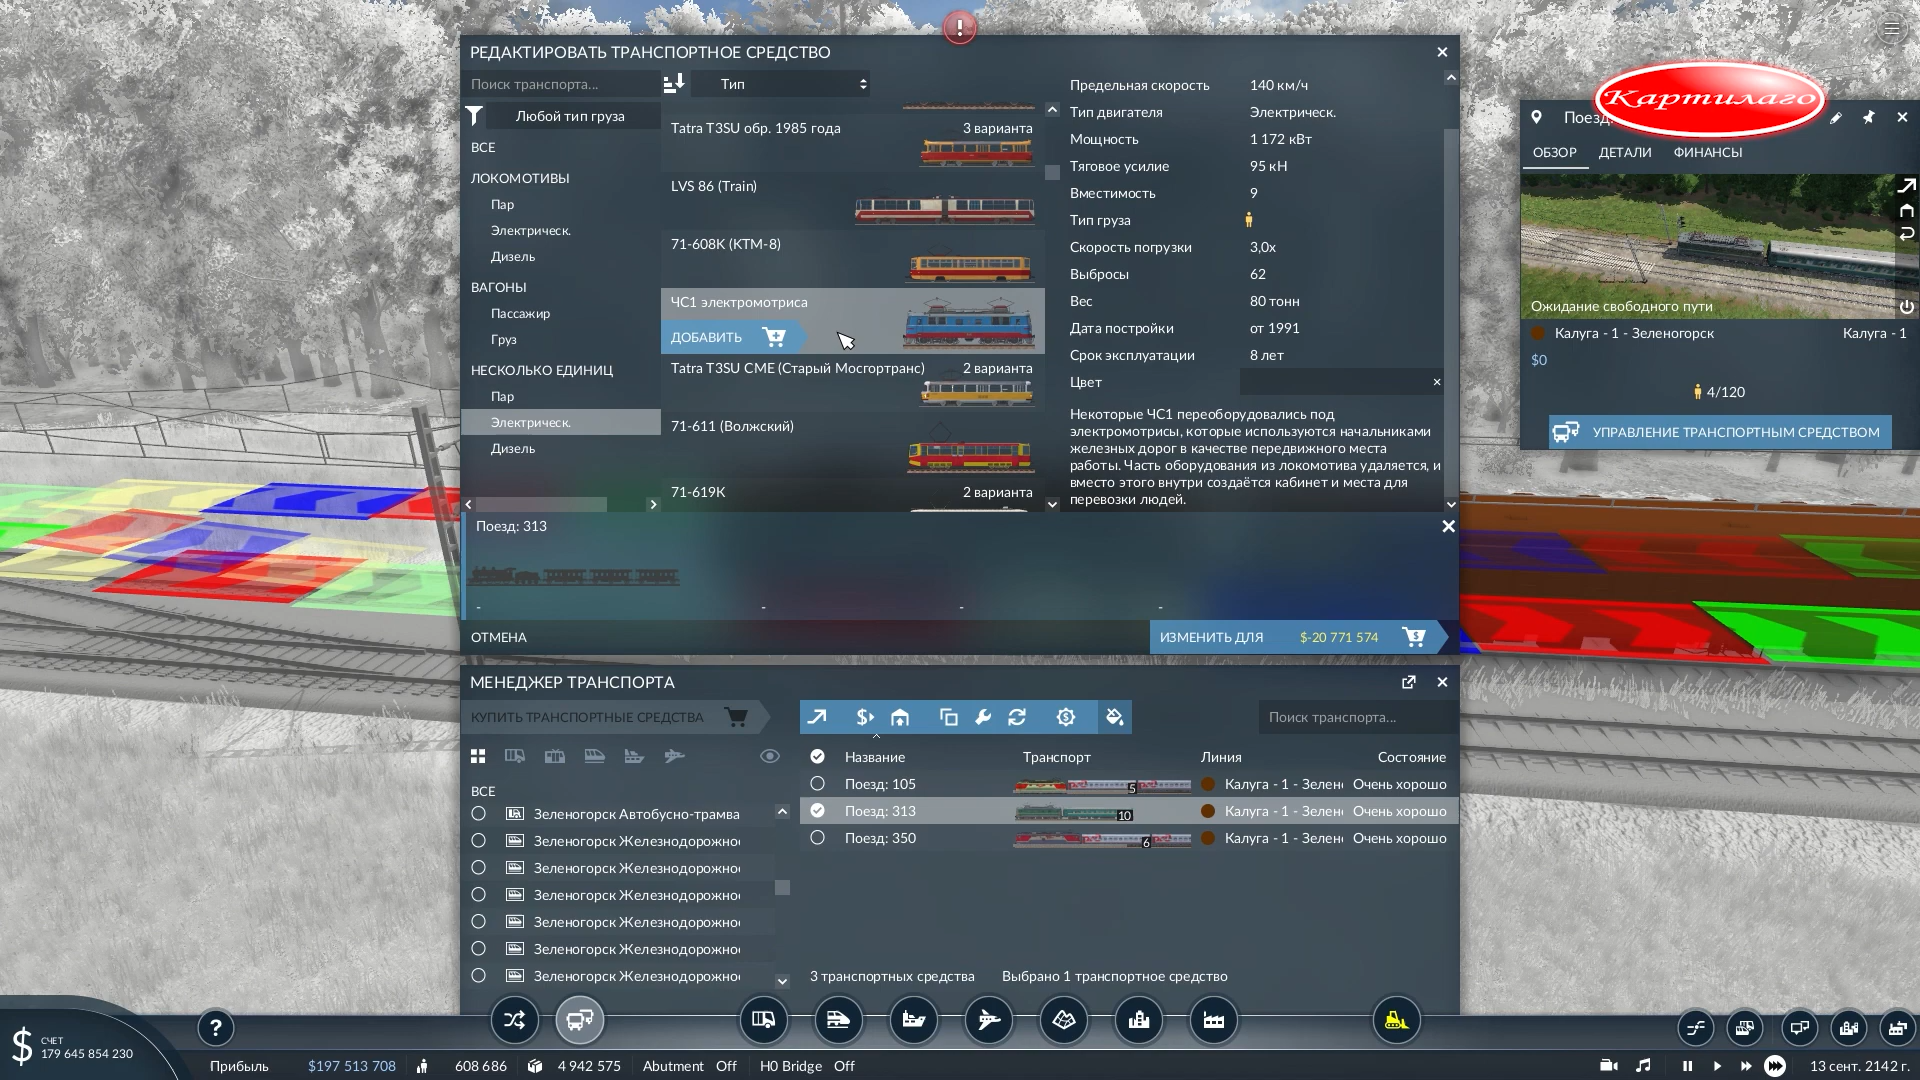 РЕДАКТИРОВАТЬ ТРАНСПОРТНОЕ СРЕДСТВО
Поиск транспорта...
Тип
Любой тип груза
ВСЕ
ЛОКОМОТИВЫ
Пар
Электрическ.
Дизель
ВАГОНЫ
Пассажир
Груз
НЕСКОЛЬКО ЕДИНИЦ
Пар
Электрическ.
Дизель
Tatra T3SU обр. 1985 года 3 варианта
LVS 86 (Train)
71-608K (KTM-8)
ЧС1 электромотриса
ДОБАВИТЬ
Tatra T3SU CME (Старый Мосгортранс) 2 варианта
71-611 (Волжский)
71-619K 2 варианта
Предельная скорость 140 км/ч
Тип двигателя Электрическ.
Мощность 1 172 кВт
Тяговое усилие 95 кН
Вместимость 9
Тип груза
Скорость погрузки 3,0x
Выбросы 62
Вес 80 тонн
Дата постройки от 1991
Срок эксплуатации 8 лет
Цвет
Некоторые ЧС1 переоборудовались под
электромотрисы, которые используются начальниками
железных дорог в качестве передвижного места
работы. Часть оборудования из локомотива удаляется, и
вместо этого внутри создаётся кабинет и места для
перевозки людей.
Поезд: 313
- - - -
ОТМЕНА
ИЗМЕНИТЬ ДЛЯ $-20 771 574
Картилаго
Поезд:
ОБЗОР ДЕТАЛИ ФИНАНСЫ
Ожидание свободного пути
Калуга - 1 - Зеленогорск Калуга - 1
$0
4/120
УПРАВЛЕНИЕ ТРАНСПОРТНЫМ СРЕДСТВОМ
МЕНЕДЖЕР ТРАНСПОРТА
КУПИТЬ ТРАНСПОРТНЫЕ СРЕДСТВА
Поиск транспорта...
ВСЕ
Зеленогорск Автобусно-трамва
Зеленогорск Железнодорожно
Зеленогорск Железнодорожно
Зеленогорск Железнодорожно
Зеленогорск Железнодорожно
Зеленогорск Железнодорожно
Зеленогорск Железнодорожно
Название Транспорт Линия Состояние
Поезд: 105 5 Калуга - 1 - Зелен Очень хорошо
Поезд: 313 10 Калуга - 1 - Зелен Очень хорошо
Поезд: 350 6 Калуга - 1 - Зелен Очень хорошо
3 транспортных средства Выбрано 1 транспортное средство
?
$ СЧЕТ
179 645 854 230
Прибыль $197 513 708 608 686 4 942 575 Abutment Off H0 Bridge Off 13 сент. 2142 г.